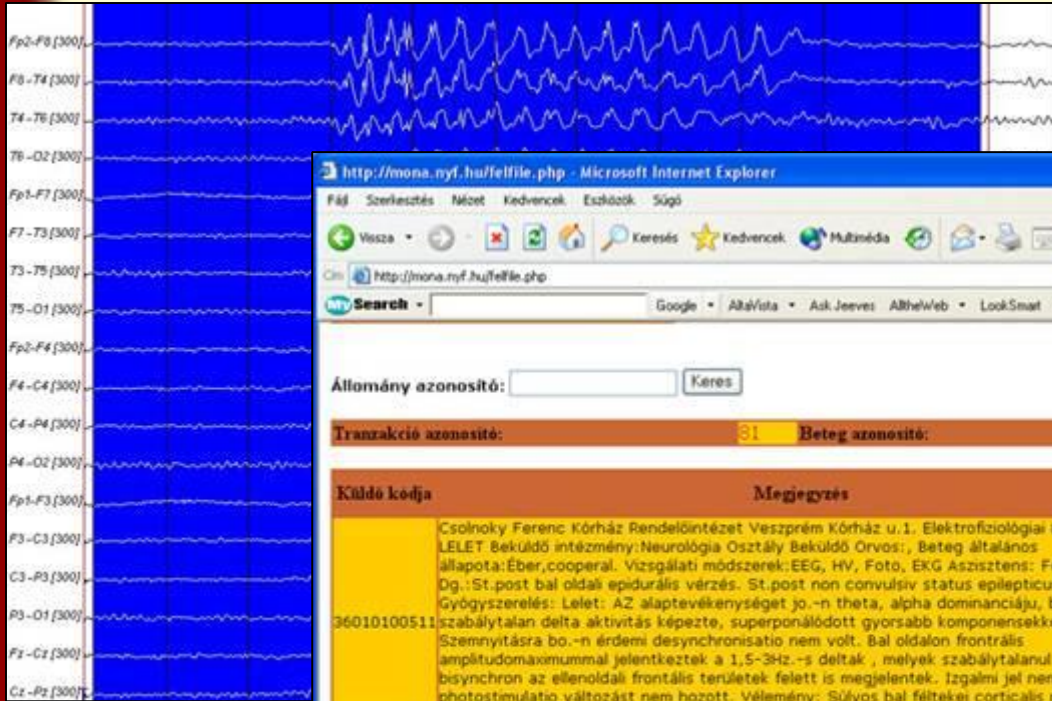 Fp2-F8 [300]
F8-T4 [300]
T4-T6 [300]
T6-O2 [300]
Fp1-F7 [300]
F7-T3 [300]
T3-T5 [300]
T5-O1 [300]
Fp2-F4 [300]
F4-C4 [300]
C4-P4 [300]
P4-O2 [300]
Fp1-F3 [300]
F3-C3 [300]
C3-P3 [300]
P3-O1 [300]
Fz-Cz [300]
Cz-Pz [300]
http://mona.nyf.hu/felfile.php - Microsoft Internet Explorer
Fájl Szerkesztés Nézet Kedvencek Eszközök Súgó
Vissza Keresés Kedvencek Multimédia
Cím http://mona.nyf.hu/felfile.php
My Search Google AltaVista Ask Jeeves AlltheWeb LookSmart
Állomány azonosító: Keres
Tranzakció azonosító: 81 Beteg azonosító:
Küldő kódja Megjegyzés
Csolnoky Ferenc Kórház Rendelőintézet Veszprém Kórház u.1. Elektrofiziológiai
LELET Beküldő intézmény:Neurológia Osztály Beküldő Orvos:, Beteg általános
állapota:Éber,cooperal. Vizsgálati módszerek:EEG, HV, Foto, EKG Aszisztens:
Dg.:St.post bal oldali epidurális vérzés. St.post non convulsiv status epilepticu
Gyógyszerelés: Lelet: AZ alaptevékenységet jo.-n theta, alpha dominanciáju,
36010100511 szabálytalan delta aktivitás képezte, superponálódott gyorsabb komponensekk
Szemnyitásra bo.-n érdemi desynchronisatio nem volt. Bal oldalon frontrális
amplitudomaximummal jelentkeztek a 1,5-3Hz.-s deltak , melyek szabálytalanul
bisynchron az ellenoldali frontális területek felett is megjelentek. Izgalmi jel
photostimulatio változást nem hozott. Vélemény: Súlyos bal féltekei corticalis